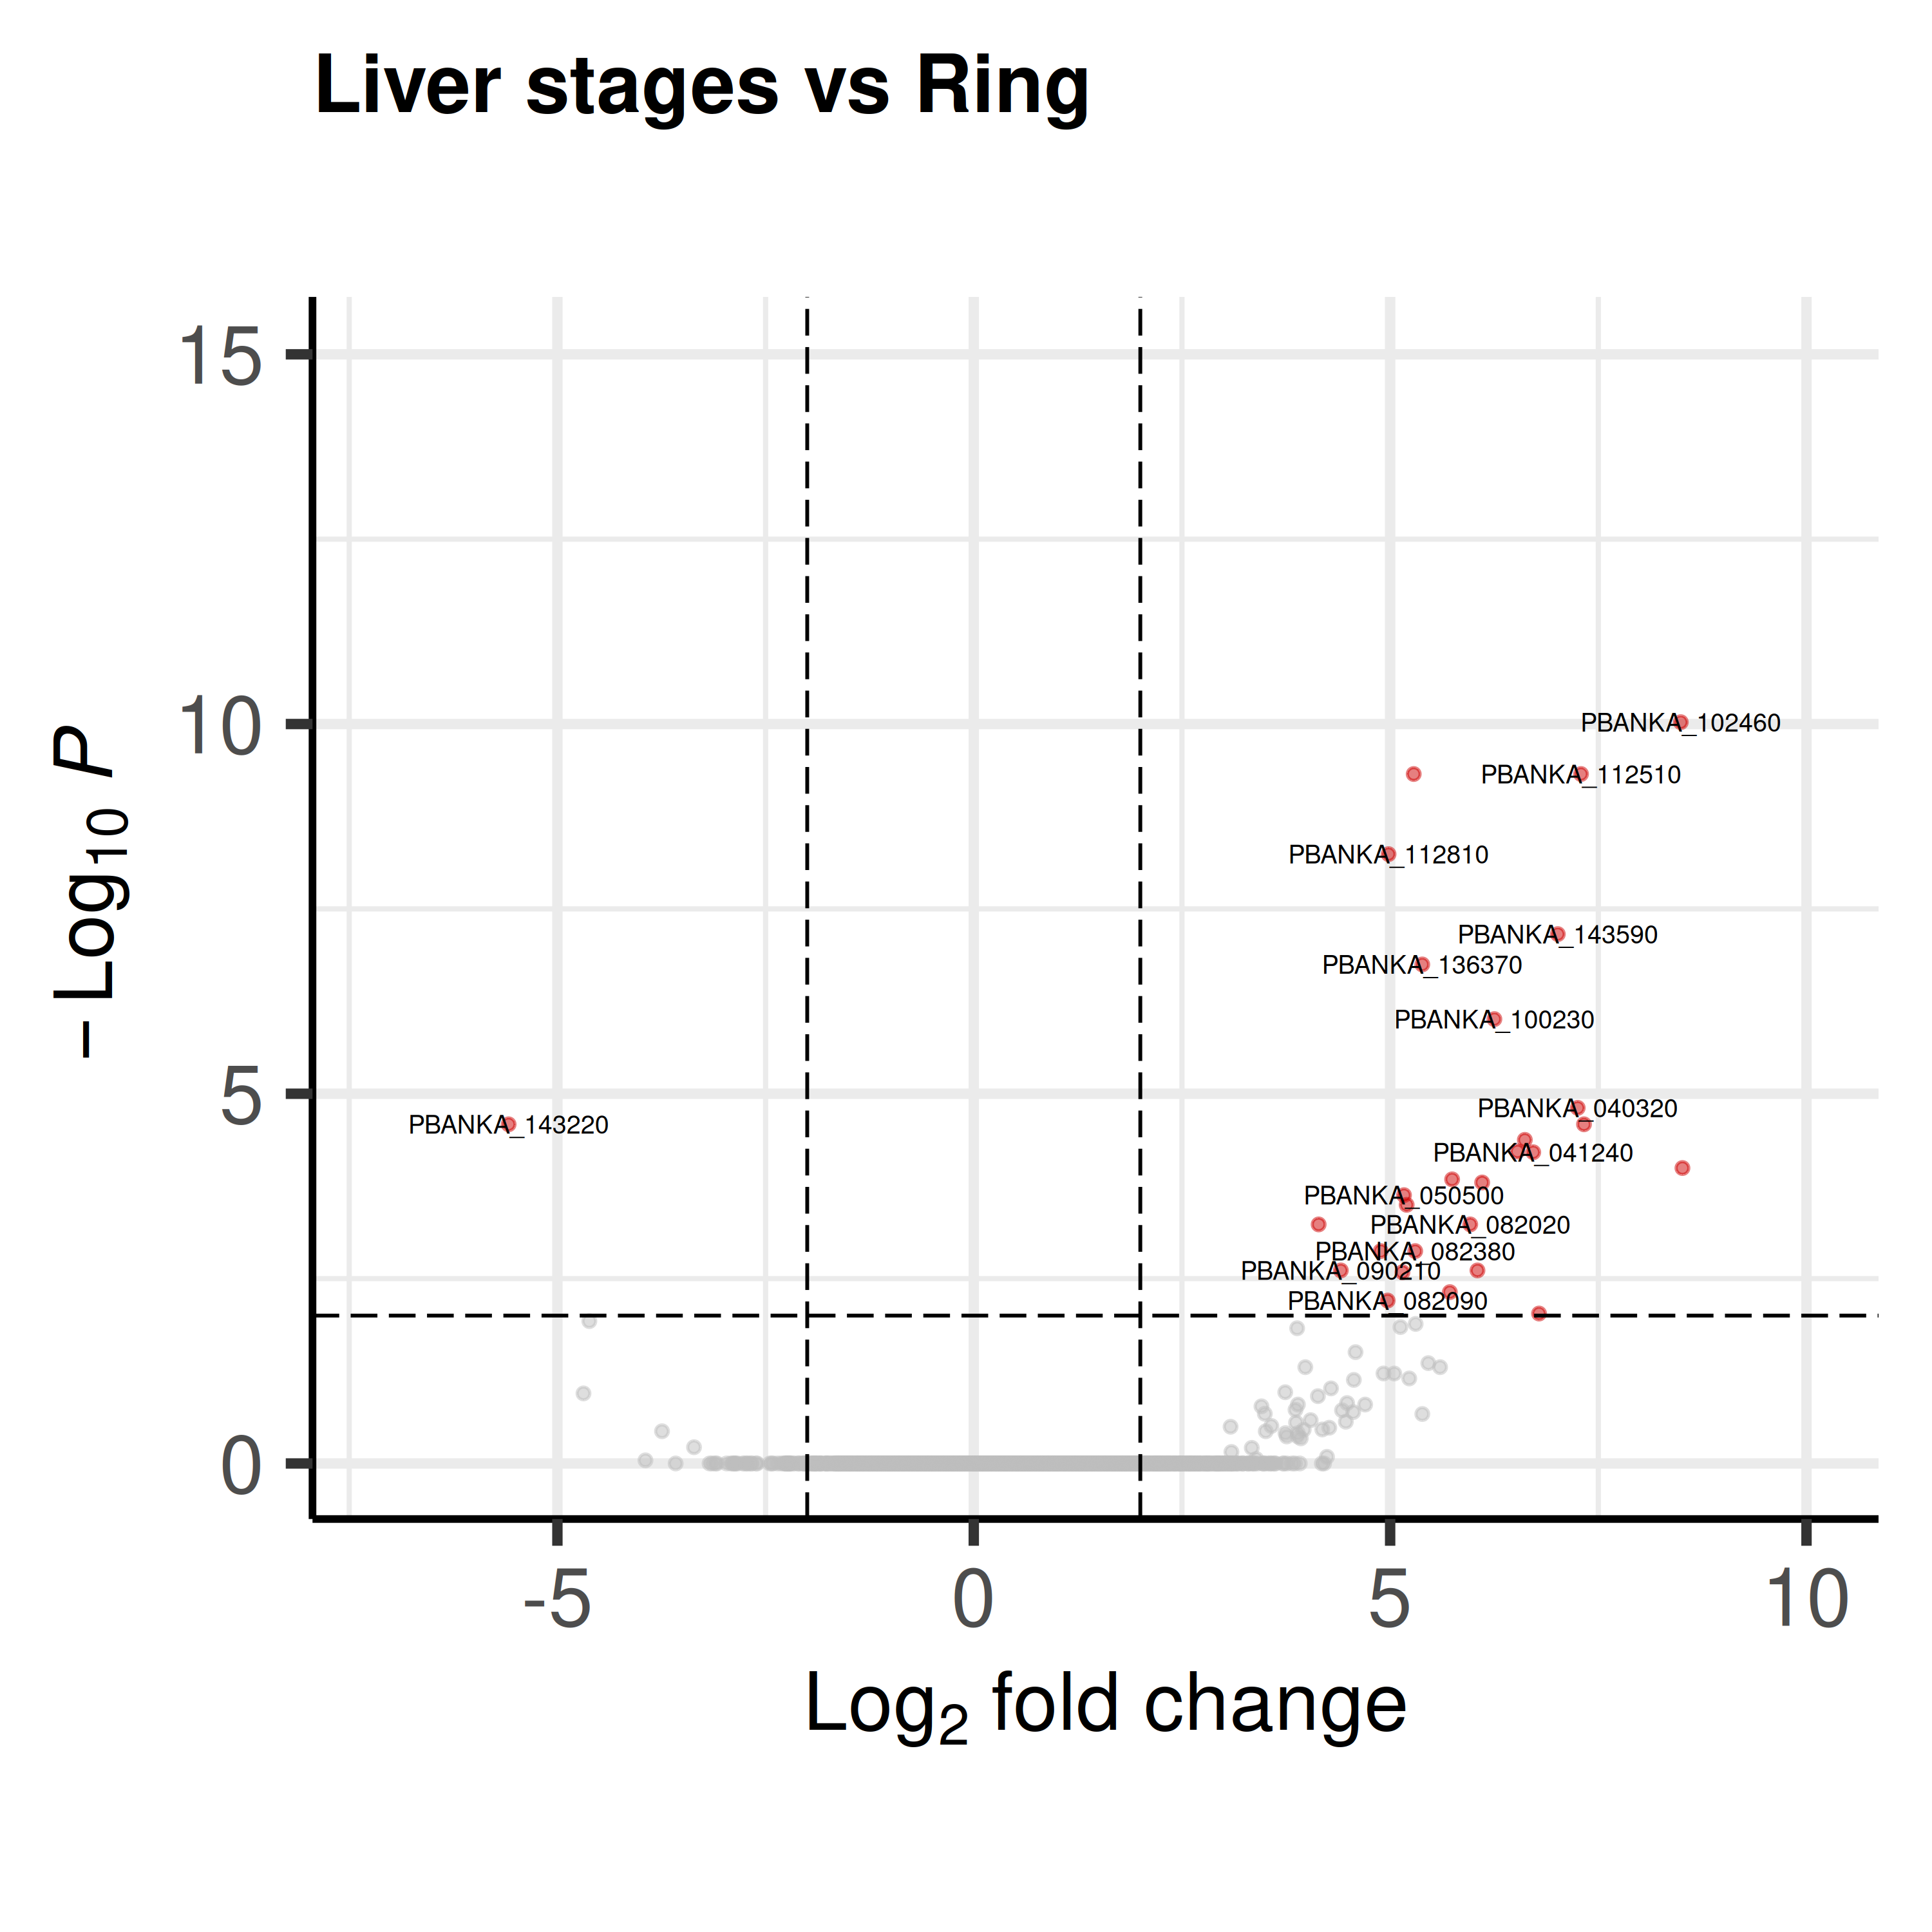 Liver stages vs Ring
– Log10 P
15
10
5
0
PBANKA_102460
PBANKA_112510
PBANKA_112810
PBANKA_143590
PBANKA_136370
PBANKA_100230
PBANKA_040320
PBANKA_143220
PBANKA_041240
PBANKA_050500
PBANKA_082020
PBANKA_082380
PBANKA_090210
PBANKA_082090
-5
0
5
10
Log2 fold change